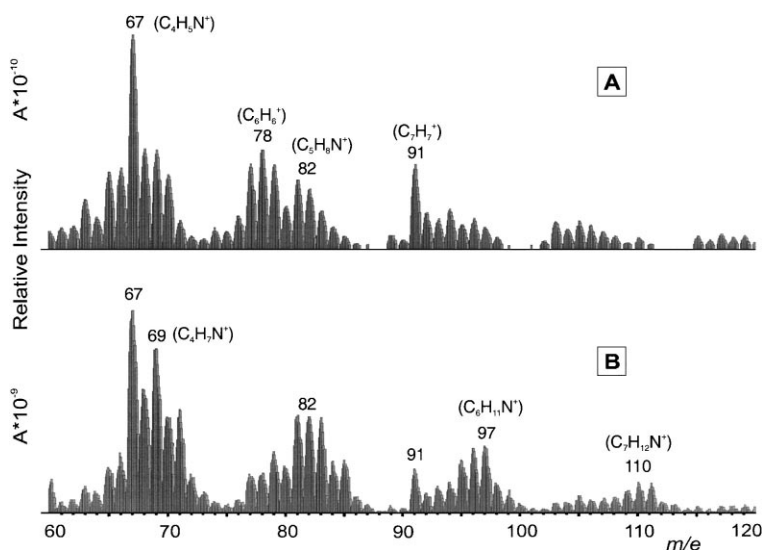 67 (C₄H₅N⁺)
A
(C₆H₆⁺)
78
(C₅H₈N⁺)
82
(C₇H₇⁺)
91
A*10⁻¹⁰
Relative Intensity
67
69 (C₄H₇N⁺)
B
82
91
(C₆H₁₁N⁺)
97
(C₇H₁₂N⁺)
110
A*10⁻⁹
60 70 80 90 100 110 120
m/e